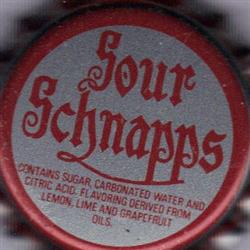 Sour
Schnapps
CONTAINS SUGAR, CARBONATED WATER AND
CITRIC ACID. FLAVORING DERIVED FROM
LEMON, LIME AND GRAPEFRUIT
OILS.